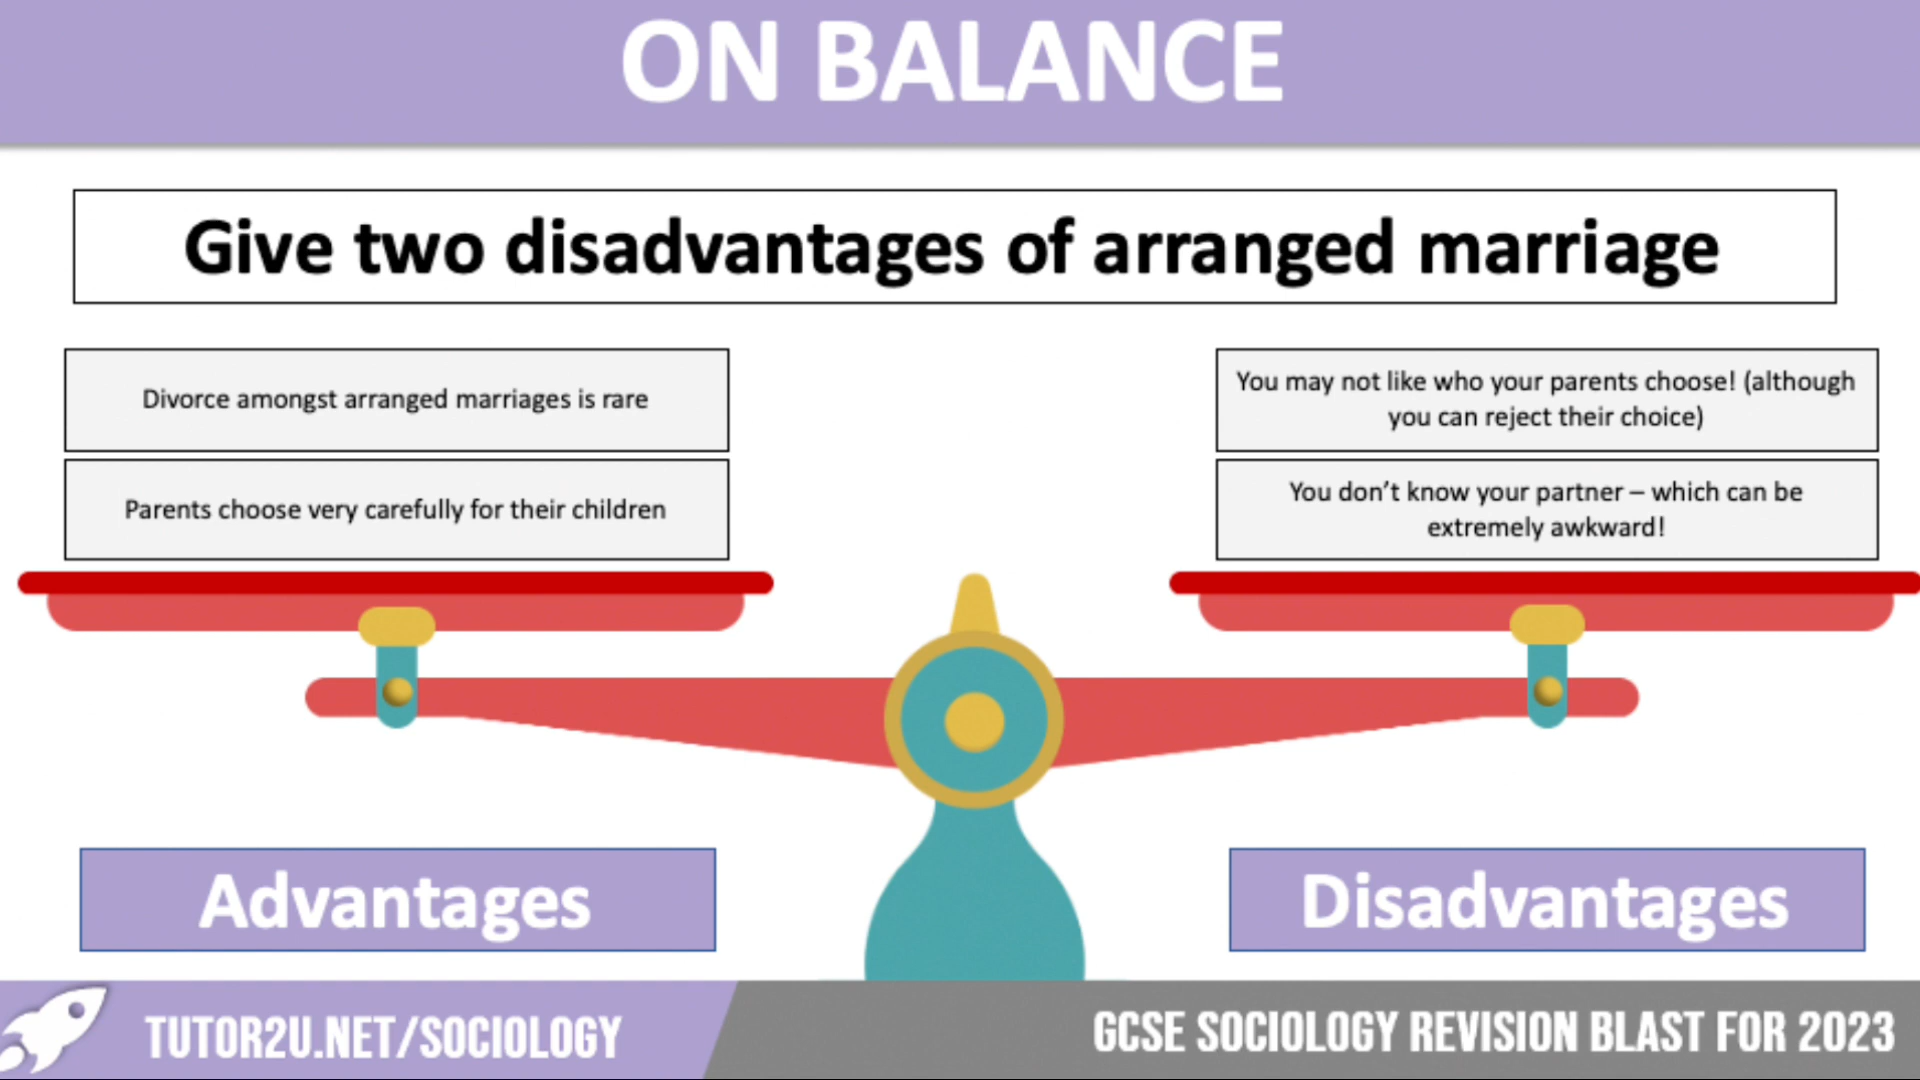 ON BALANCE
Give two disadvantages of arranged marriage
Divorce amongst arranged marriages is rare
Parents choose very carefully for their children
You may not like who your parents choose! (although
you can reject their choice)
You don’t know your partner – which can be
extremely awkward!
Advantages
Disadvantages
TUTOR2U.NET/SOCIOLOGY
GCSE SOCIOLOGY REVISION BLAST FOR 2023